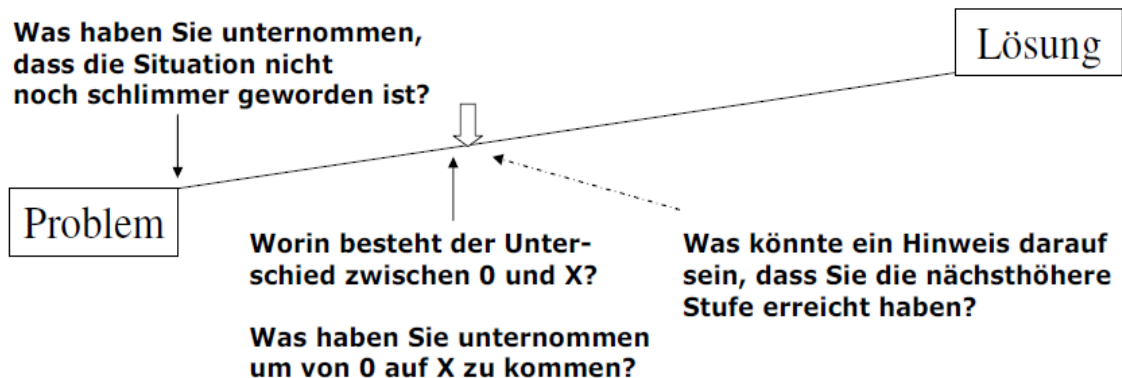 Was haben Sie unternommen,
dass die Situation nicht
noch schlimmer geworden ist?
Lösung
Problem
Worin besteht der Unter-
schied zwischen 0 und X?
Was haben Sie unternommen
um von 0 auf X zu kommen?
Was könnte ein Hinweis darauf
sein, dass Sie die nächsthöhere
Stufe erreicht haben?